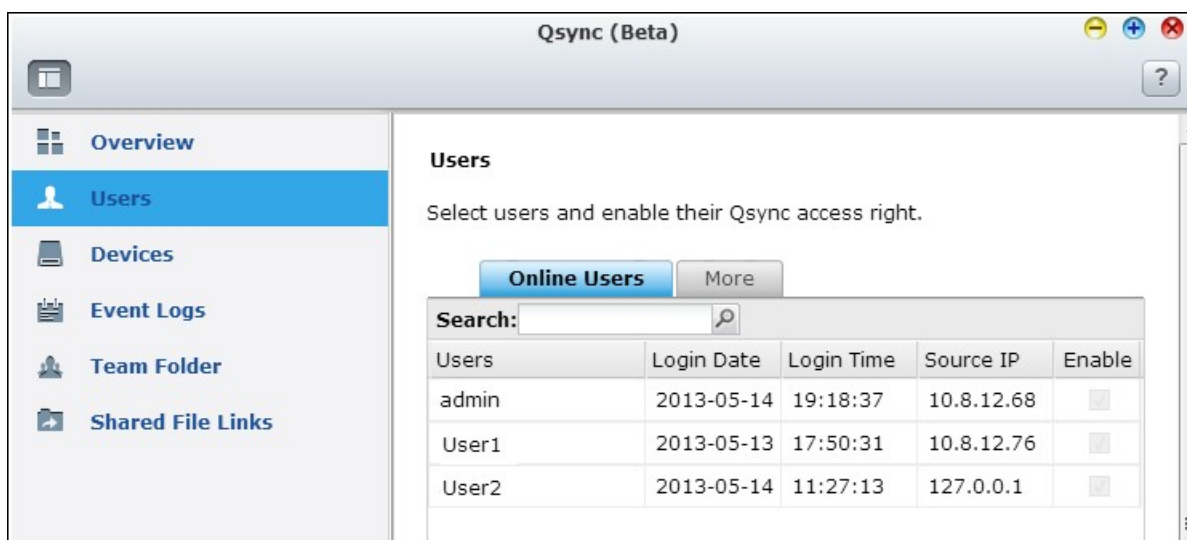 Qsync (Beta)
?
Overview
Users
Devices
Event Logs
Team Folder
Shared File Links
Users
Select users and enable their Qsync access right.
Online Users More
Search:
Users Login Date Login Time Source IP Enable
admin 2013-05-14 19:18:37 10.8.12.68
User1 2013-05-13 17:50:31 10.8.12.76
User2 2013-05-14 11:27:13 127.0.0.1